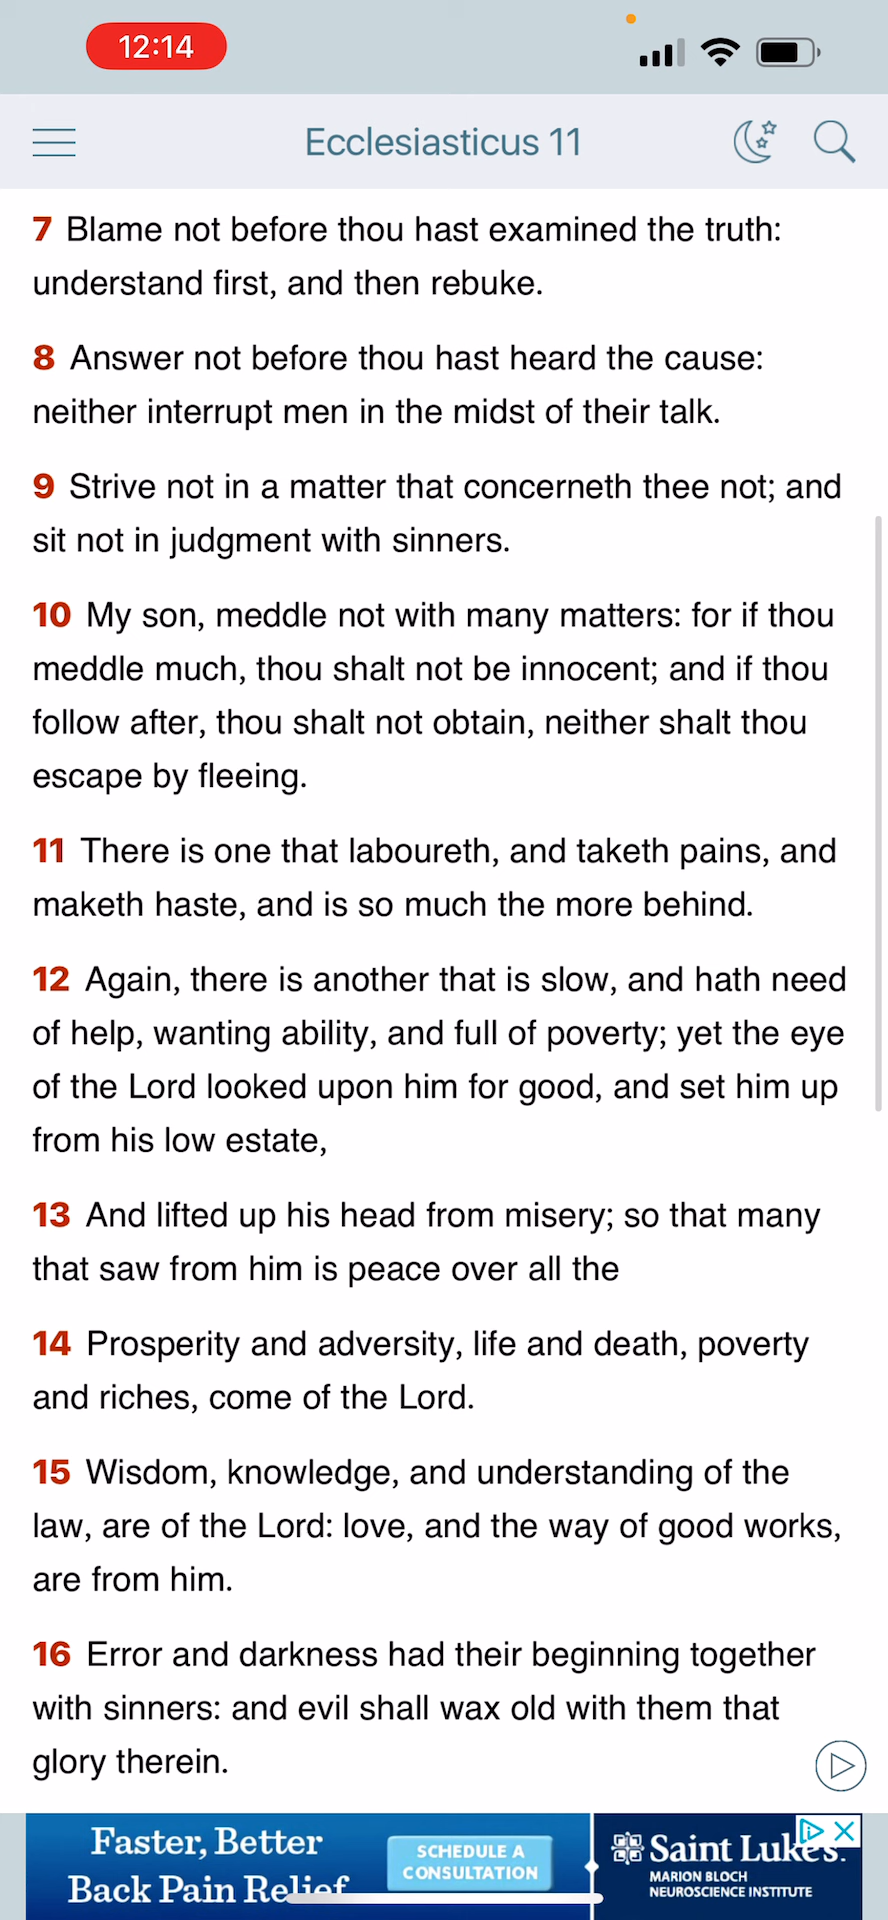 12:14
Ecclesiasticus 11
7 Blame not before thou hast examined the truth:
understand first, and then rebuke.
8 Answer not before thou hast heard the cause:
neither interrupt men in the midst of their talk.
9 Strive not in a matter that concerneth thee not; and
sit not in judgment with sinners.
10 My son, meddle not with many matters: for if thou
meddle much, thou shalt not be innocent; and if thou
follow after, thou shalt not obtain, neither shalt thou
escape by fleeing.
11 There is one that laboureth, and taketh pains, and
maketh haste, and is so much the more behind.
12 Again, there is another that is slow, and hath need
of help, wanting ability, and full of poverty; yet the eye
of the Lord looked upon him for good, and set him up
from his low estate,
13 And lifted up his head from misery; so that many
that saw from him is peace over all the
14 Prosperity and adversity, life and death, poverty
and riches, come of the Lord.
15 Wisdom, knowledge, and understanding of the
law, are of the Lord: love, and the way of good works,
are from him.
16 Error and darkness had their beginning together
with sinners: and evil shall wax old with them that
glory therein.
Faster, Better
Back Pain Relief
SCHEDULE A
CONSULTATION
Saint Luke's.
MARION BLOCH
NEUROSCIENCE INSTITUTE